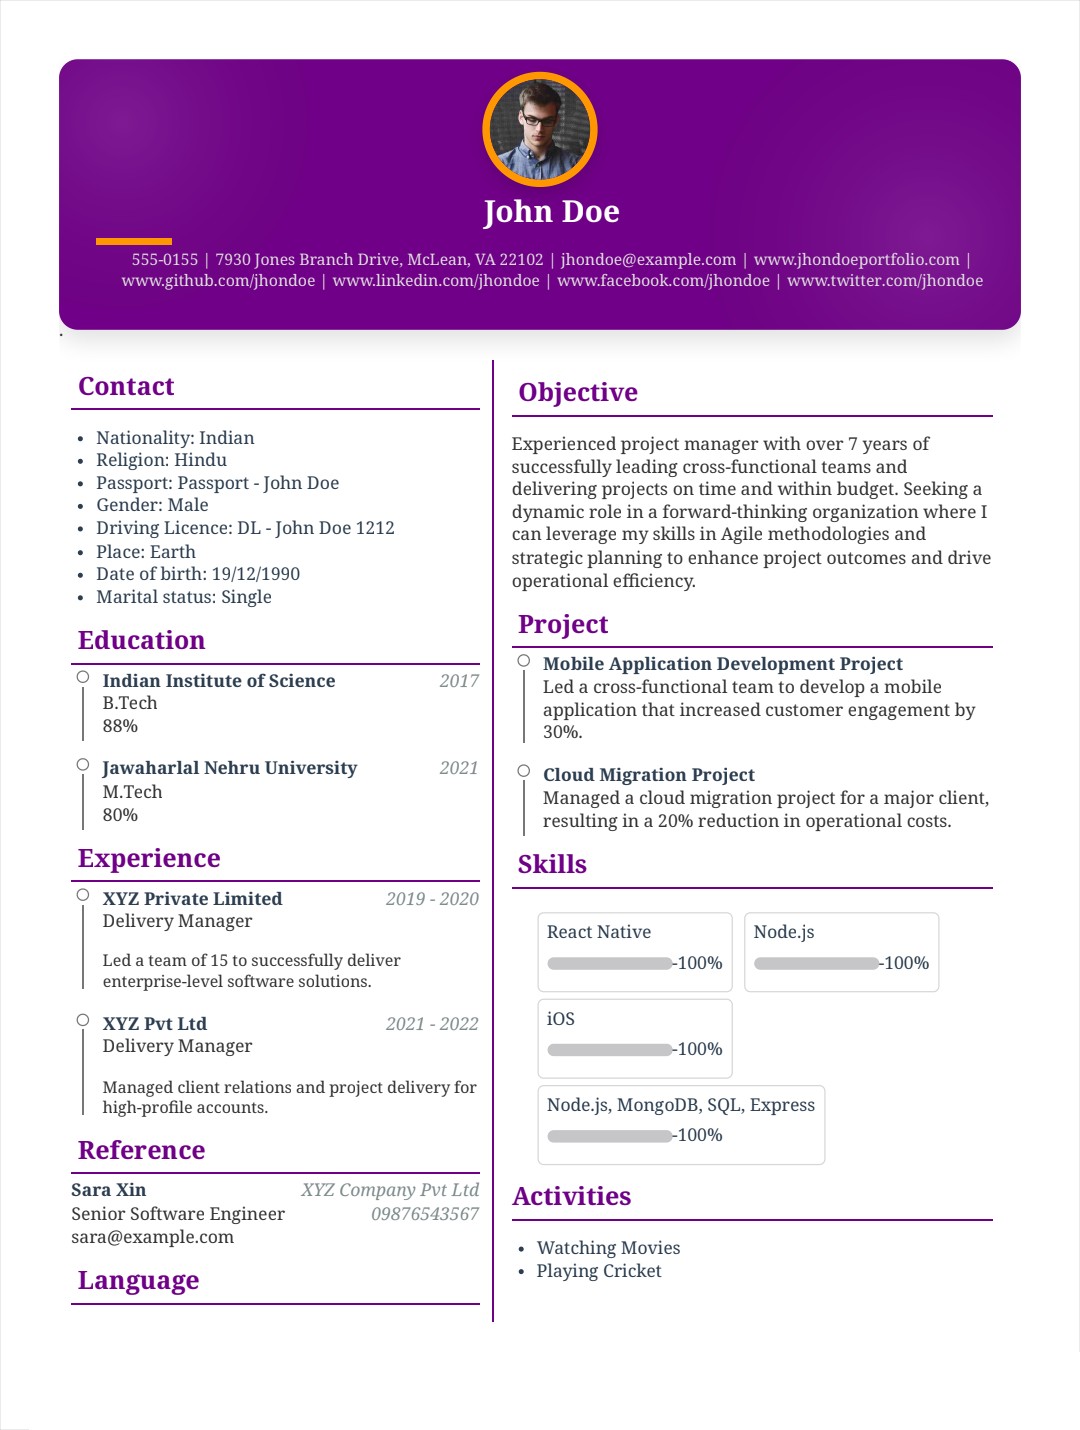 John Doe
555-0155 | 7930 Jones Branch Drive, McLean, VA 22102 | jhondoe@example.com | www.jhondoeportfolio.com |
www.github.com/jhondoe | www.linkedin.com/jhondoe | www.facebook.com/jhondoe | www.twitter.com/jhondoe
.
Contact
• Nationality: Indian
• Religion: Hindu
• Passport: Passport - John Doe
• Gender: Male
• Driving Licence: DL - John Doe 1212
• Place: Earth
• Date of birth: 19/12/1990
• Marital status: Single
Education
Indian Institute of Science 2017
B.Tech
88%
Jawaharlal Nehru University 2021
M.Tech
80%
Experience
XYZ Private Limited 2019 - 2020
Delivery Manager
Led a team of 15 to successfully deliver
enterprise-level software solutions.
XYZ Pvt Ltd 2021 - 2022
Delivery Manager
Managed client relations and project delivery for
high-profile accounts.
Reference
Sara Xin XYZ Company Pvt Ltd
Senior Software Engineer 09876543567
sara@example.com
Language
Objective
Experienced project manager with over 7 years of
successfully leading cross-functional teams and
delivering projects on time and within budget. Seeking a
dynamic role in a forward-thinking organization where I
can leverage my skills in Agile methodologies and
strategic planning to enhance project outcomes and drive
operational efficiency.
Project
Mobile Application Development Project
Led a cross-functional team to develop a mobile
application that increased customer engagement by
30%.
Cloud Migration Project
Managed a cloud migration project for a major client,
resulting in a 20% reduction in operational costs.
Skills
React Native Node.js
-100% -100%
iOS
-100%
Node.js, MongoDB, SQL, Express
-100%
Activities
• Watching Movies
• Playing Cricket